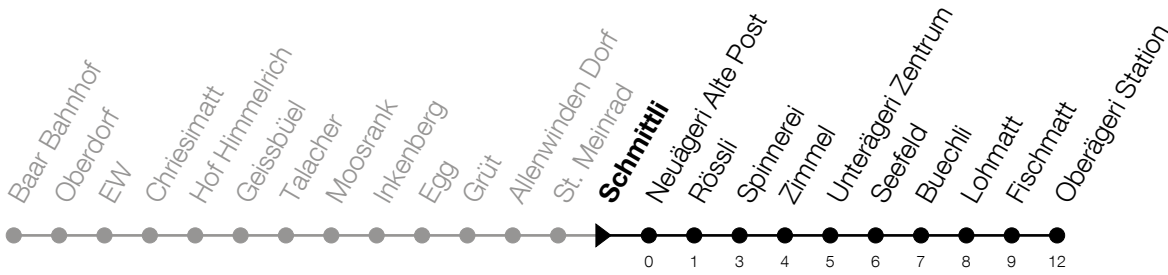 Baar Bahnhof
Oberdorf
EW
Chriesimatt
Hof Himmelrich
Geissbüel
Talacher
Moosrank
Inkenberg
Egg
Grüt
Allenwinden Dorf
St. Meinrad
Schmittli
Neuägeri Alte Post
Rössli
Spinnerei
Zimmel
Unterägeri Zentrum
Seefeld
Buechli
Lohmatt
Fischmatt
Oberägeri Station
0 1 3 4 5 6 7 8 9 12